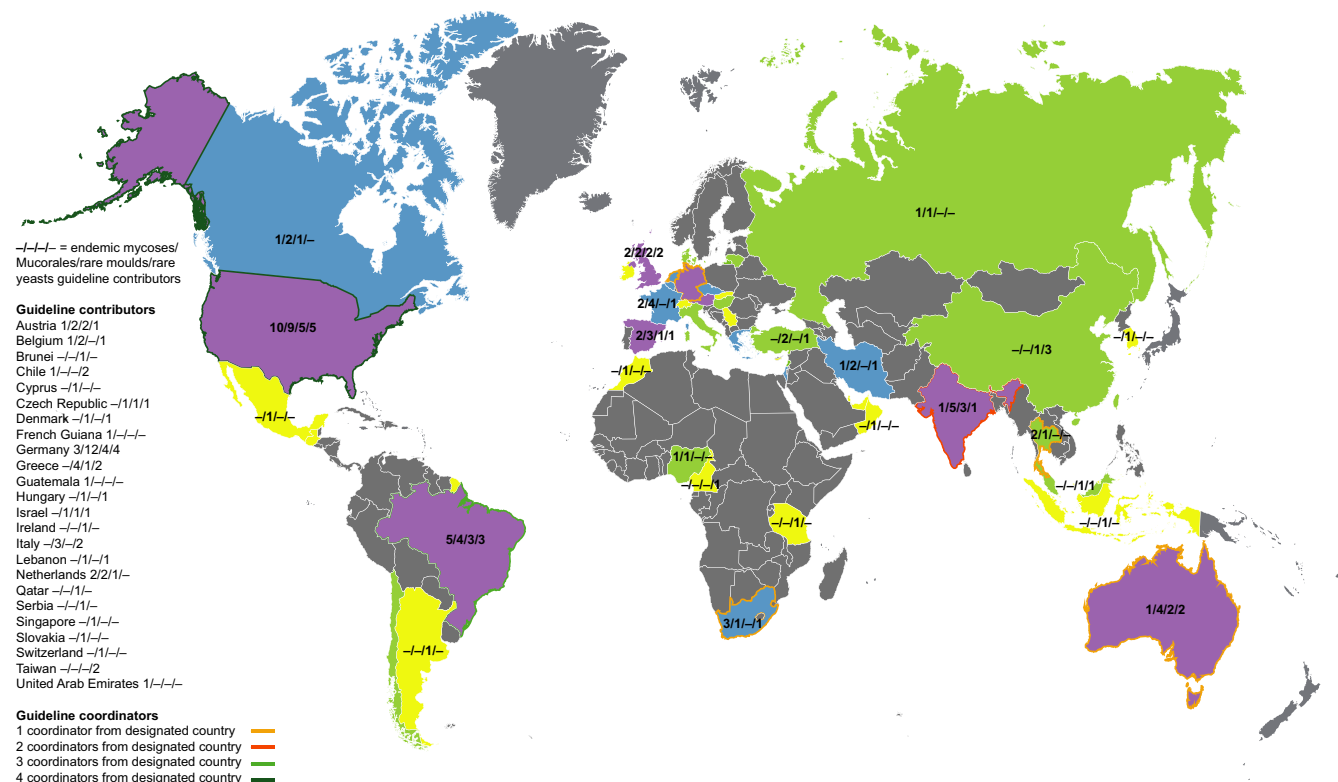 –/–/–/– = endemic mycoses/
Mucorales/rare moulds/rare
yeasts guideline contributors
Guideline contributors
Austria 1/2/2/1
Belgium 1/2/–/1
Brunei –/–/1/–
Chile 1/–/–/2
Cyprus –/1/–/–
Czech Republic –/1/1/1
Denmark –/1/–/1
French Guiana 1/–/–/–
Germany 3/12/4/4
Greece –/4/1/2
Guatemala 1/–/–/–
Hungary –/1/–/1
Israel –/1/1/1
Ireland –/–/1/–
Italy –/3/–/2
Lebanon –/1/–/1
Netherlands 2/2/1/–
Qatar –/–/1/–
Serbia –/–/1/–
Singapore –/1/–/–
Slovakia –/1/–/–
Switzerland –/1/–/–
Taiwan –/–/–/2
United Arab Emirates 1/–/–/–
Guideline coordinators
1 coordinator from designated country
2 coordinators from designated country
3 coordinators from designated country
4 coordinators from designated country
1/2/1/–
10/9/5/5
–/1/–/–
5/4/3/3
–/–/1/–
2/2/2/2
2/4/–/1
2/3/1/1
–/1/–/–
1/1/–/–
–/–/–/1
–/–/1/–
3/1/–/1
–/2/–/1
1/2/–/1
–/1/–/–
1/1/–/–
–/–/1/3
–/1/–/–
1/5/3/1
2/1/–/–
–/–/1/1
–/–/1/–
1/4/2/2